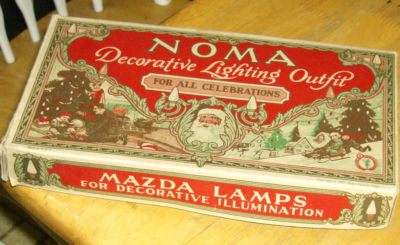 NOMA
Decorative Lighting Outfit
FOR ALL CELEBRATIONS
MAZDA LAMPS
FOR DECORATIVE ILLUMINATION